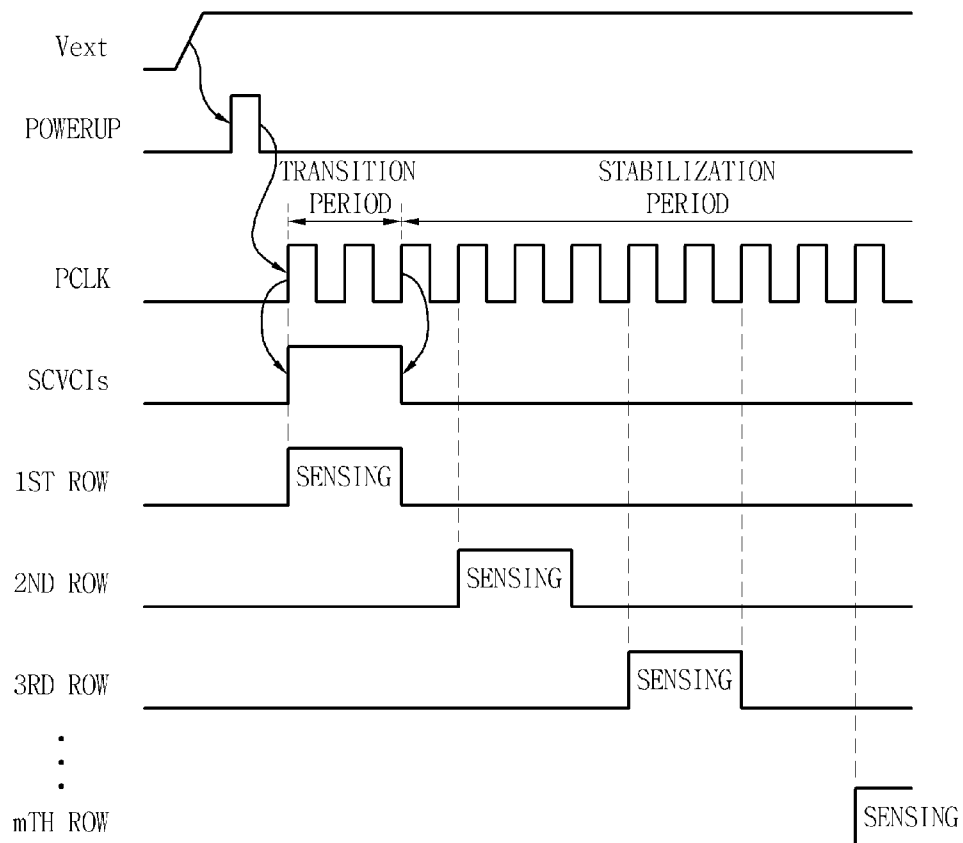 Vext
POWERUP
TRANSITION
PERIOD
STABILIZATION
PERIOD
PCLK
SCVCIs
1ST ROW
SENSING
2ND ROW
SENSING
3RD ROW
SENSING
mTH ROW
SENSING